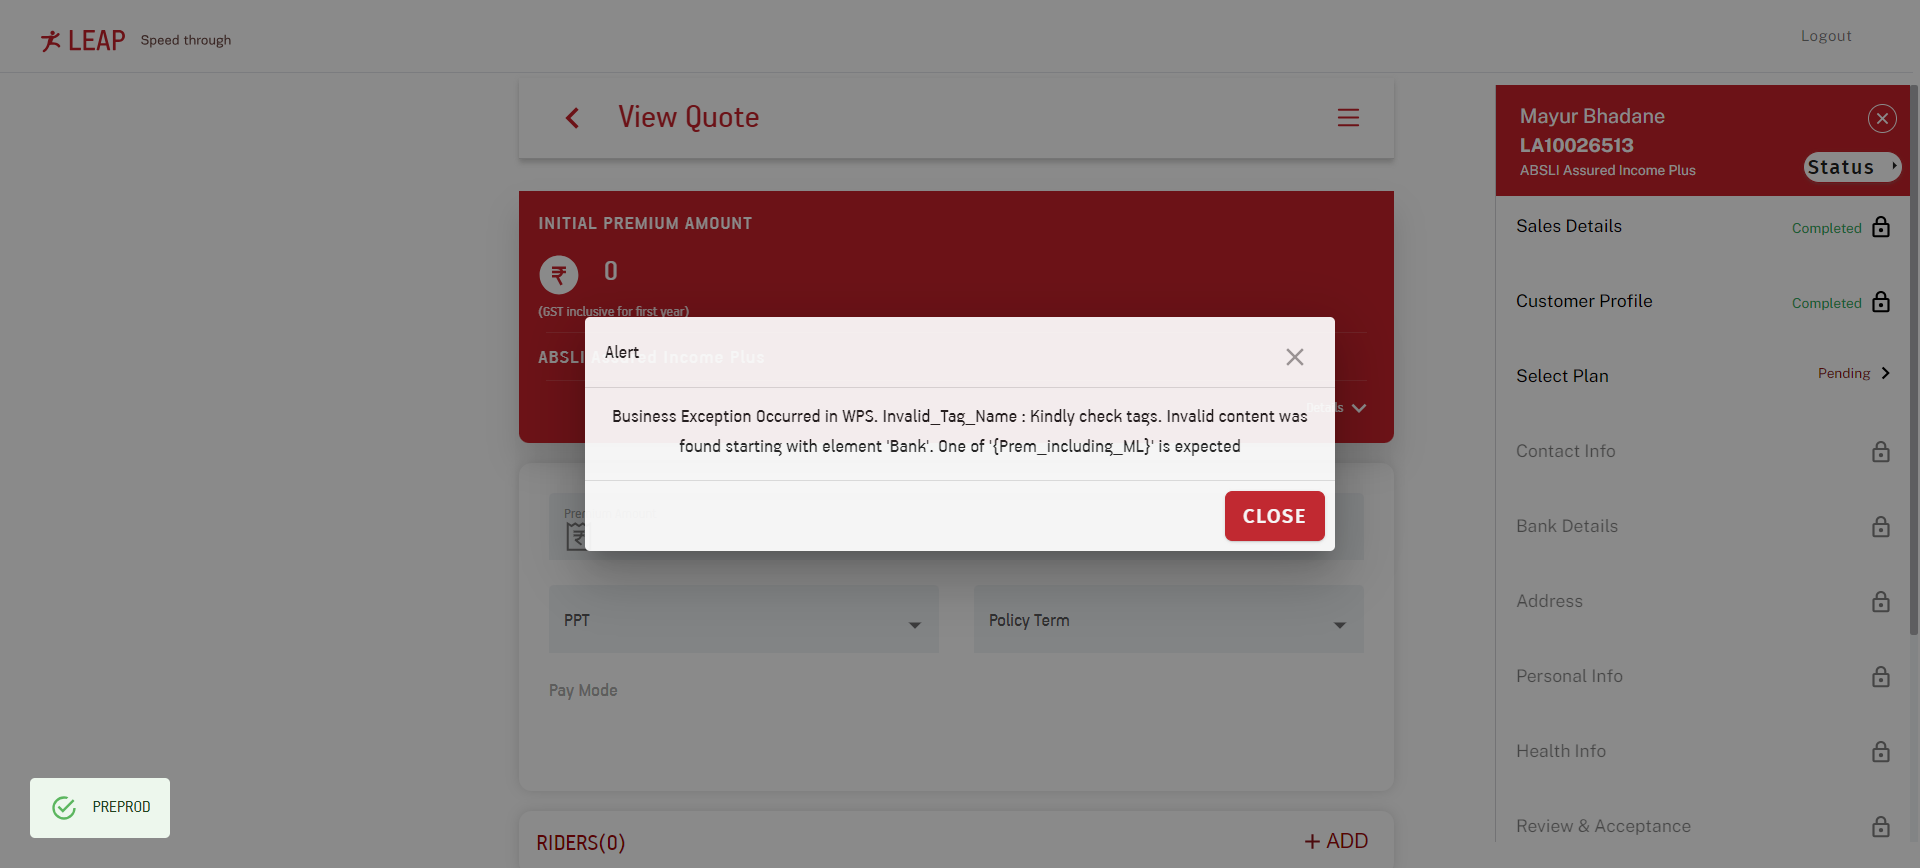 LEAP Speed through
Logout
View Quote
INITIAL PREMIUM AMOUNT
₹ 0
(GST inclusive for first year)
ABSLI Assured Income Plus
Details
Alert
Business Exception Occurred in WPS. Invalid_Tag_Name : Kindly check tags. Invalid content was
found starting with element 'Bank'. One of '{Prem_including_ML}' is expected
CLOSE
₹
PPT
Policy Term
Pay Mode
RIDERS(0)
+ ADD
PREPROD
Mayur Bhadane
LA10026513
ABSLI Assured Income Plus
Status
Sales Details Completed
Customer Profile Completed
Select Plan Pending
Contact Info
Bank Details
Address
Personal Info
Health Info
Review & Acceptance